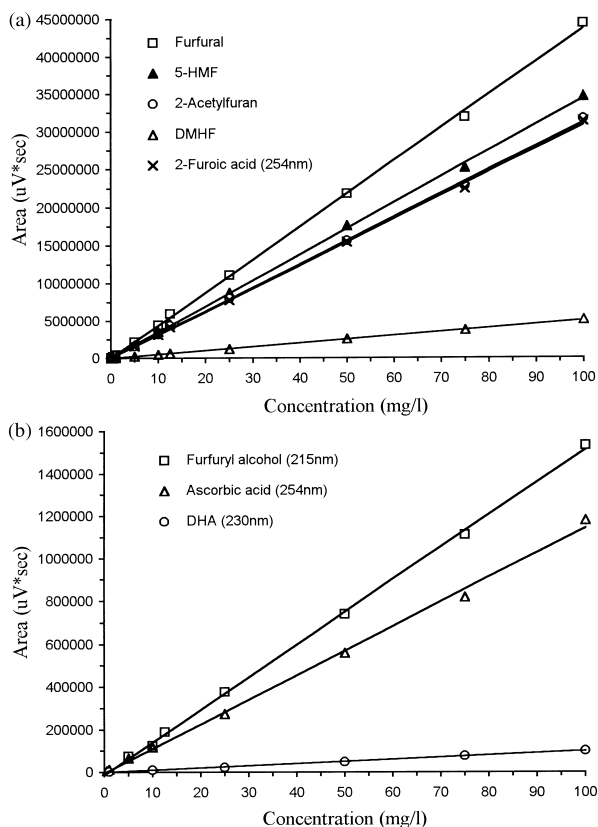 (a)
45000000
40000000
35000000
30000000
25000000
20000000
15000000
10000000
5000000
0
Area (uV*sec)
Furfural
5-HMF
2-Acetylfuran
DMHF
2-Furoic acid (254nm)
0 10 20 30 40 50 60 70 80 90 100
Concentration (mg/l)
(b)
1600000
1400000
1200000
1000000
800000
600000
400000
200000
0
Area (uV*sec)
Furfuryl alcohol (215nm)
Ascorbic acid (254nm)
DHA (230nm)
0 10 20 30 40 50 60 70 80 90 100
Concentration (mg/l)